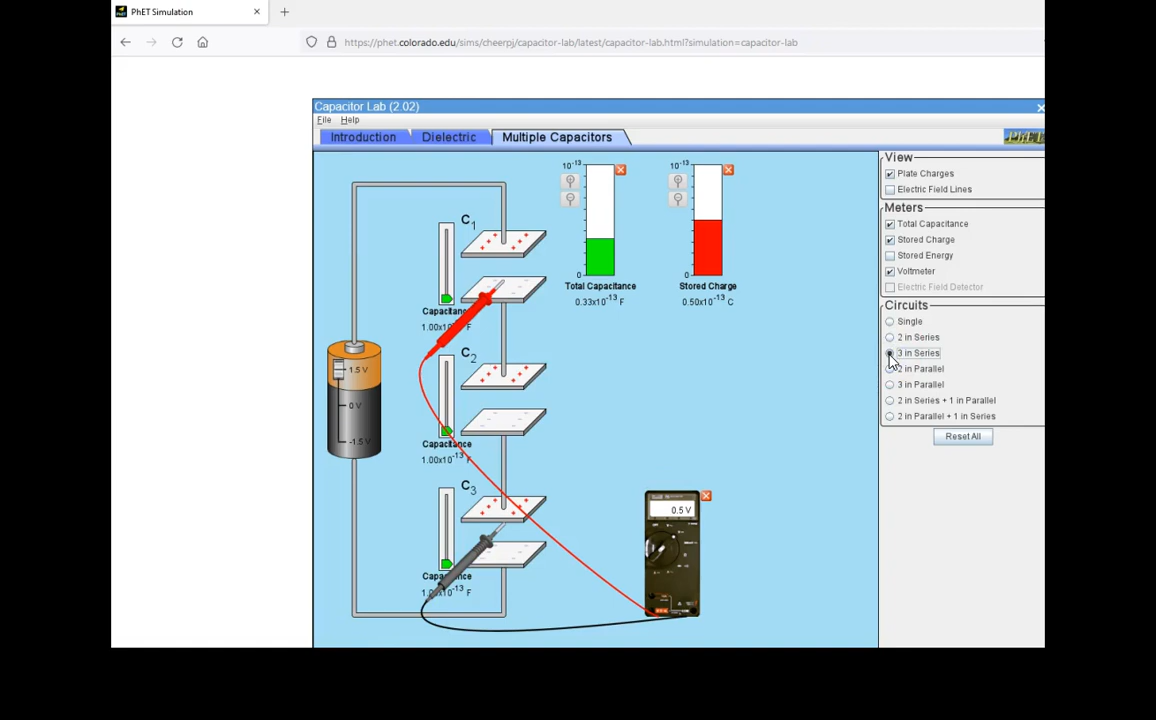 PhET Simulation
https://phet.colorado.edu/sims/cheerpj/capacitor-lab/latest/capacitor-lab.html?simulation=capacitor-lab
Capacitor Lab (2.02)
File Help
Introduction Dielectric Multiple Capacitors PhET
10-13
0
Total Capacitance
0.33x10-13 F
10-13
0
Stored Charge
0.50x10-13 C
C1
Capacitance
1.00x10-13 F
C2
Capacitance
1.00x10-13 F
C3
1.5 V
0 V
-1.5 V
0.5 V
View
Plate Charges
Electric Field Lines
Meters
Total Capacitance
Stored Charge
Stored Energy
Voltmeter
Electric Field Detector
Circuits
Single
2 in Series
3 in Series
2 in Parallel
3 in Parallel
2 in Series + 1 in Parallel
2 in Parallel + 1 in Series
Reset All